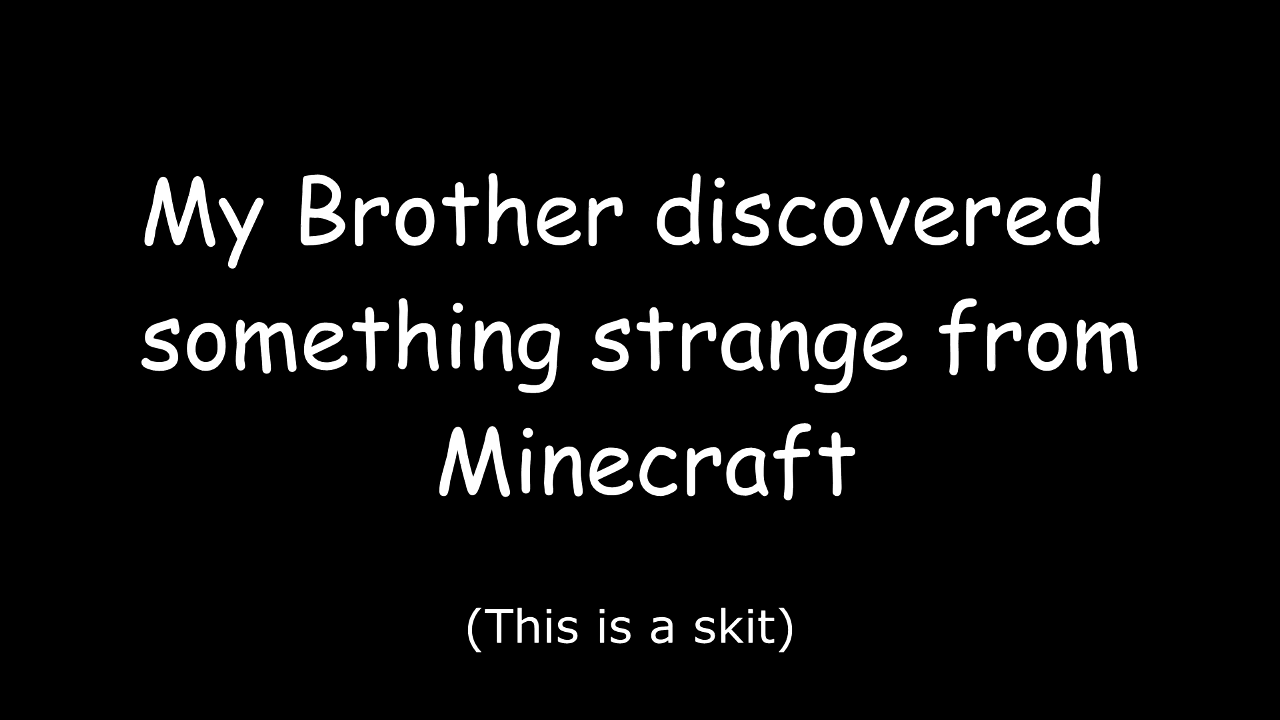 My Brother discovered
something strange from
Minecraft
(This is a skit)